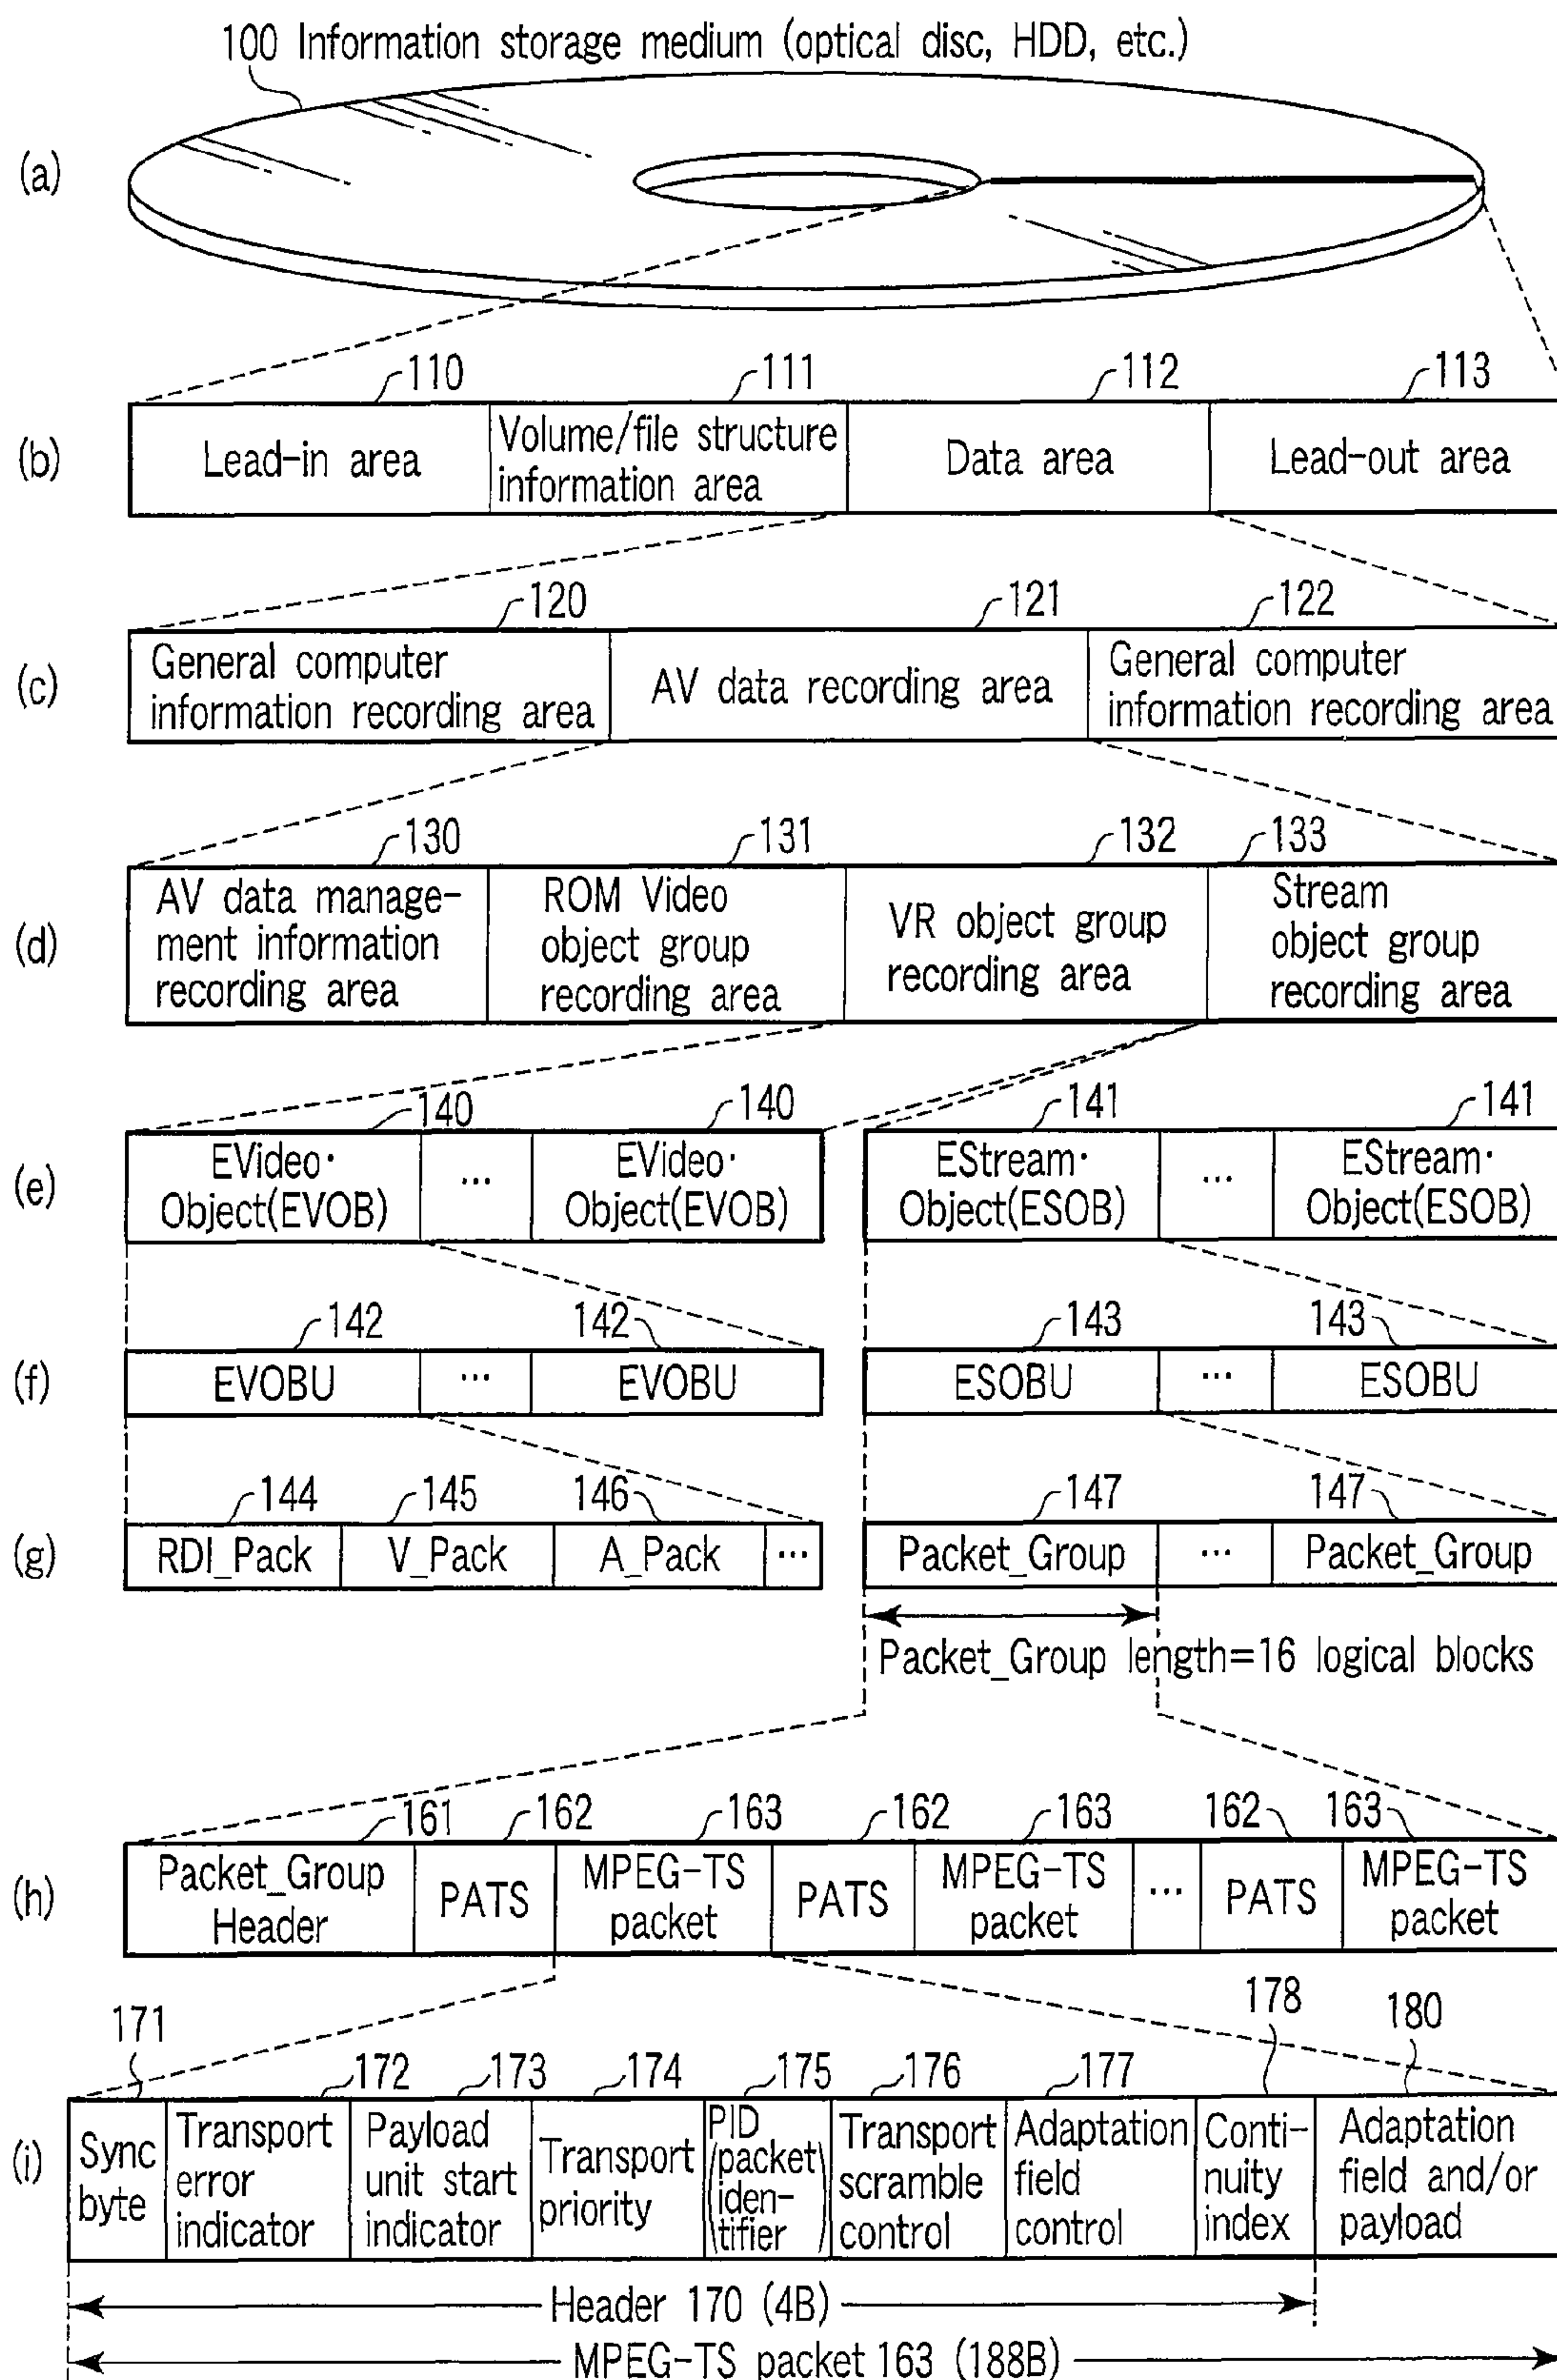 100 Information storage medium (optical disc, HDD, etc.)
(a)
110 111 112 113
(b)
Lead-in area
Volume/file structure
information area
Data area
Lead-out area
120 121 122
(c)
General computer
information recording area
AV data recording area
General computer
information recording area
130 131 132 133
(d)
AV data manage-
ment information
recording area
ROM Video
object group
recording area
VR object group
recording area
Stream
object group
recording area
140 140 141 141
(e)
EVideo·
Object(EVOB)
...
EVideo·
Object(EVOB)
EStream·
Object(ESOB)
...
EStream·
Object(ESOB)
142 142 143 143
(f)
EVOBU ... EVOBU ESOBU ... ESOBU
144 145 146 147 147
(g)
RDI_Pack V_Pack A_Pack ... Packet_Group ... Packet_Group
Packet_Group length=16 logical blocks
161 162 163 162 163 162 163
(h)
Packet_Group
Header
PATS
MPEG-TS
packet
PATS
MPEG-TS
packet
...
PATS
MPEG-TS
packet
171 172 173 174 175 176 177 178 180
(i)
Sync
byte
Transport
error
indicator
Payload
unit start
indicator
Transport
priority
PID
(packet
iden-
tifier)
Transport
scramble
control
Adaptation
field
control
Conti-
nuity
index
Adaptation
field and/or
payload
Header 170 (4B)
MPEG-TS packet 163 (188B)